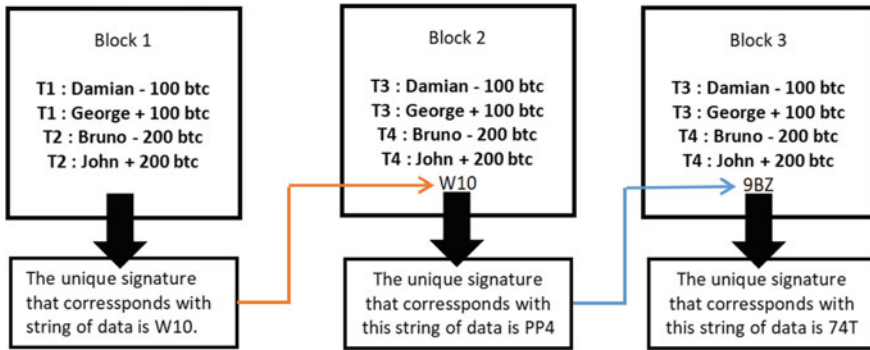 Block 1
T1 : Damian - 100 btc
T1 : George + 100 btc
T2 : Bruno - 200 btc
T2 : John + 200 btc
The unique signature
that corressponds with
string of data is W10.
Block 2
T3 : Damian - 100 btc
T3 : George + 100 btc
T4 : Bruno - 200 btc
T4 : John + 200 btc
W10
The unique signature
that corressponds with
this string of data is PP4
Block 3
T3 : Damian - 100 btc
T3 : George + 100 btc
T4 : Bruno - 200 btc
T4 : John + 200 btc
9BZ
The unique signature
that corressponds with
this string of data is 74T